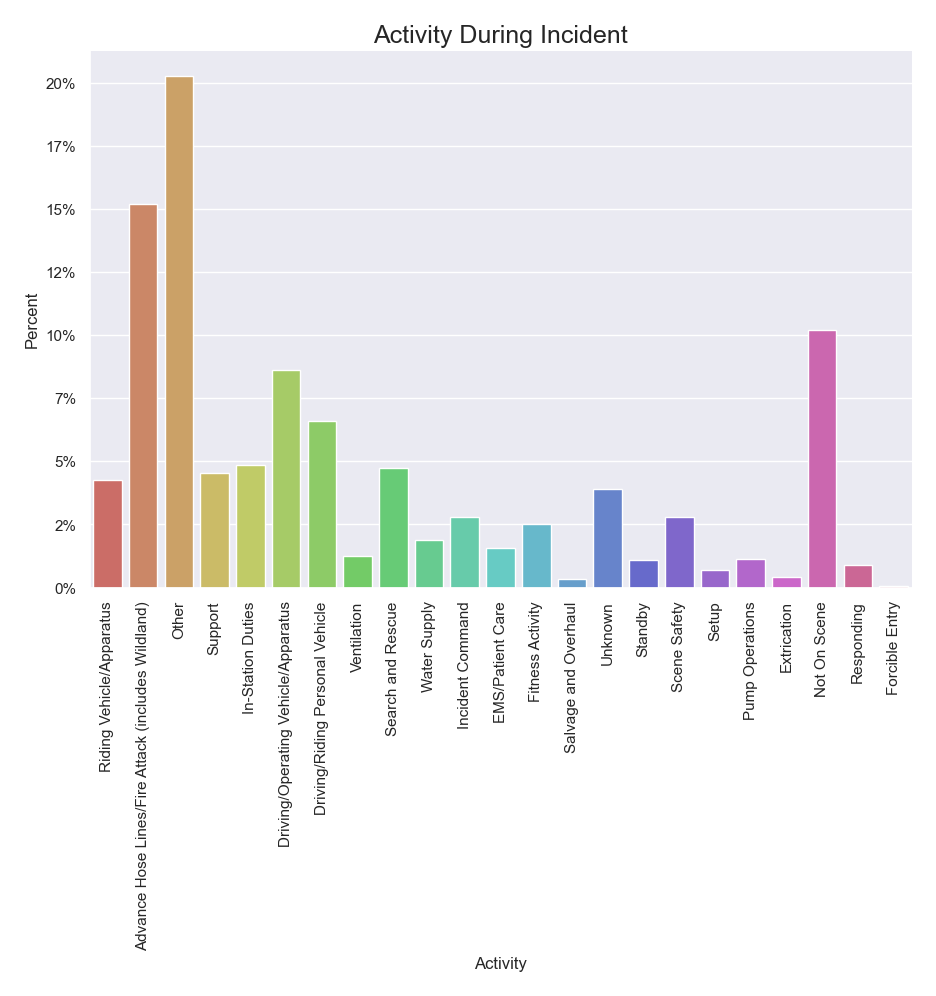 Activity During Incident
20%
17%
15%
12%
10%
7%
5%
2%
0%
Percent
Riding Vehicle/Apparatus
Advance Hose Lines/Fire Attack (includes Wildland)
Other
Support
In-Station Duties
Driving/Operating Vehicle/Apparatus
Driving/Riding Personal Vehicle
Ventilation
Search and Rescue
Water Supply
Incident Command
EMS/Patient Care
Fitness Activity
Salvage and Overhaul
Unknown
Standby
Scene Safety
Setup
Pump Operations
Extrication
Not On Scene
Responding
Forcible Entry
Activity